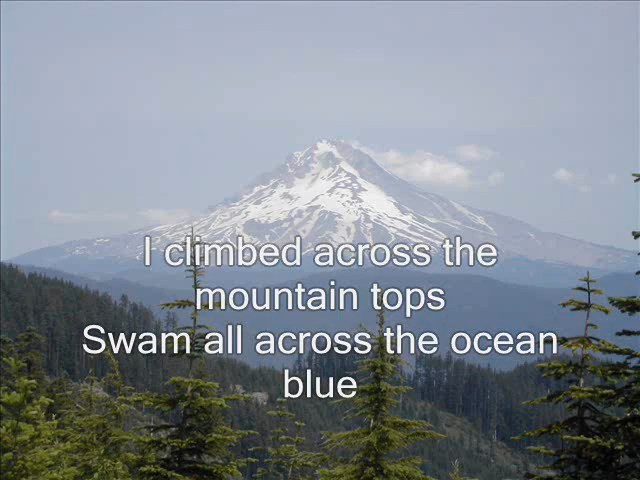 I climbed across the
mountain tops
Swam all across the ocean
blue